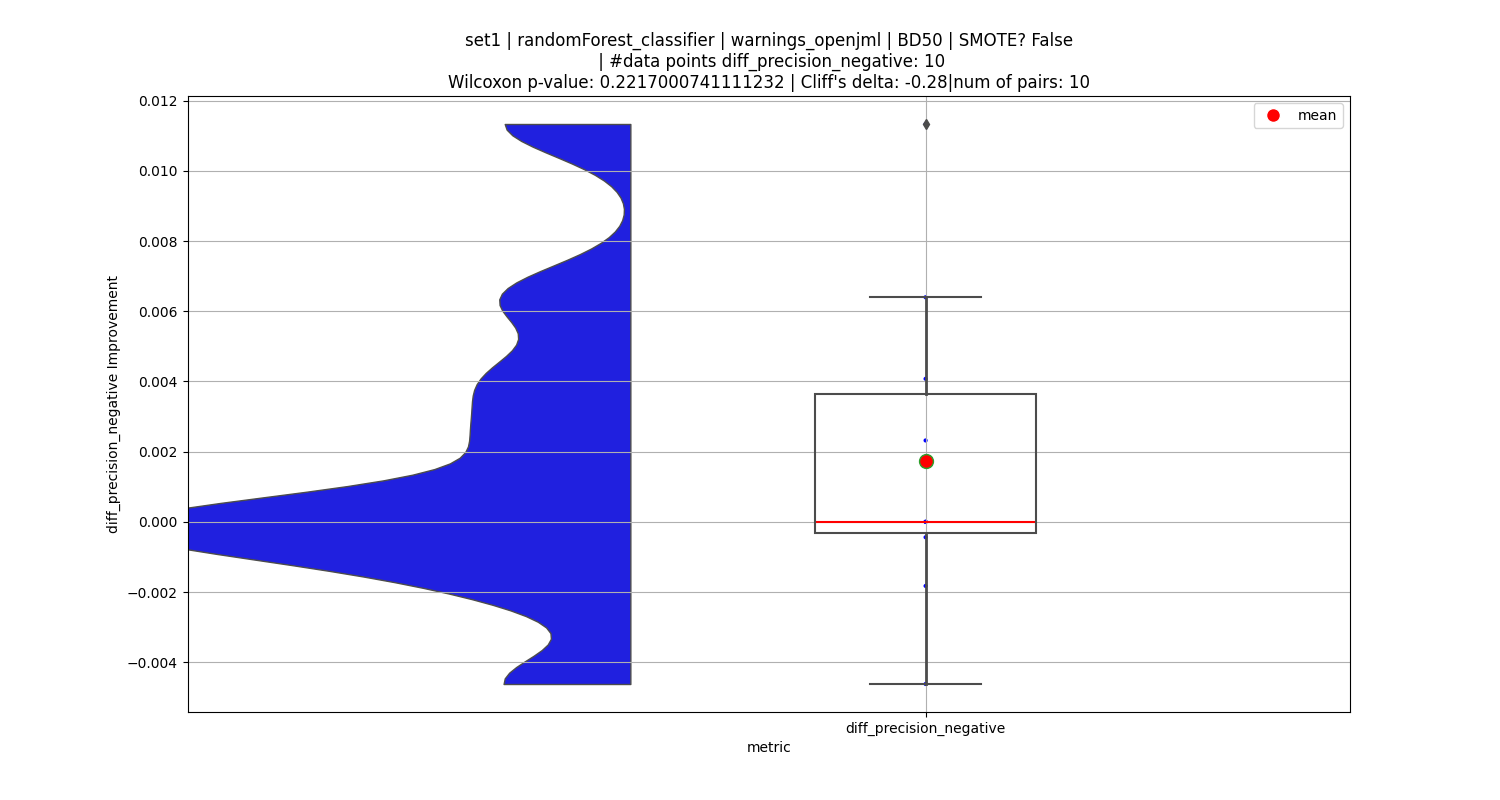 set1 | randomForest_classifier | warnings_openjml | BD50 | SMOTE? False
| #data points diff_precision_negative: 10
Wilcoxon p-value: 0.2217000741111232 | Cliff's delta: -0.28|num of pairs: 10
mean
0.012
0.010
0.008
0.006
0.004
0.002
0.000
−0.002
−0.004
diff_precision_negative Improvement
diff_precision_negative
metric